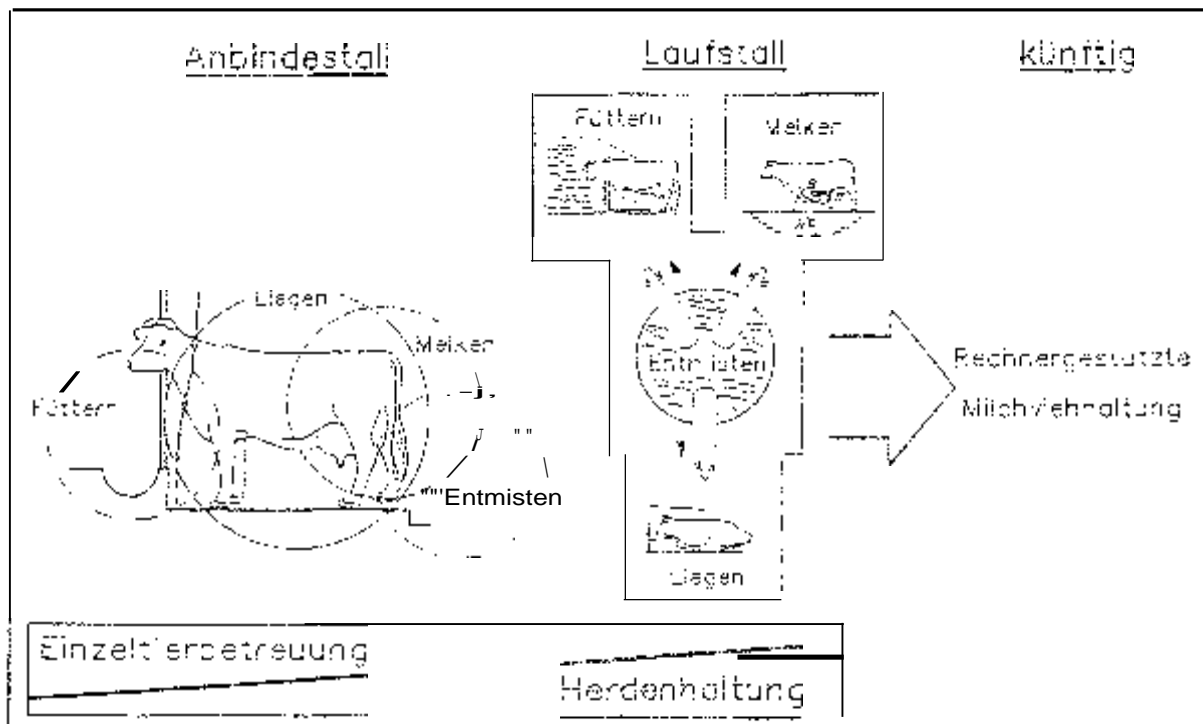 Anbindestall
Laufstall
künftig
Füttern
Melken
Liegen
Melken
Füttern
Entmisten
Entmisten
Liegen
Rechnergestützte
Milchviehhaltung
Einzeltierbetreuung
Herdenhaltung